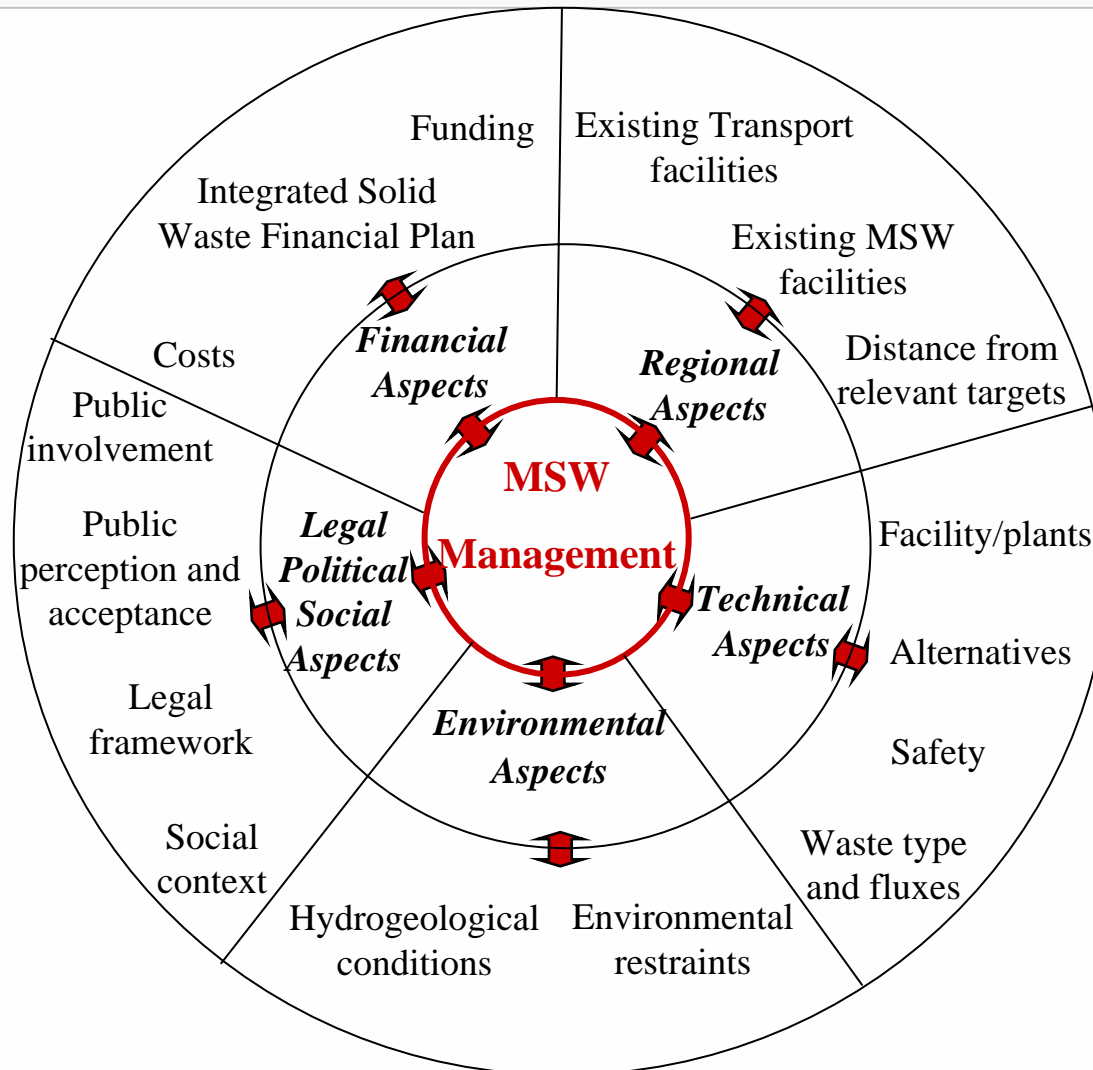 Funding
Integrated Solid
Waste Financial Plan
Costs
Existing Transport
facilities
Existing MSW
facilities
Distance from
relevant targets
Financial
Aspects
Regional
Aspects
MSW
Management
Public
involvement
Public
perception and
acceptance
Legal
framework
Social
context
Legal
Political
Social
Aspects
Technical
Aspects
Facility/plants
Alternatives
Safety
Waste type
and fluxes
Environmental
Aspects
Hydrogeological
conditions
Environmental
restraints